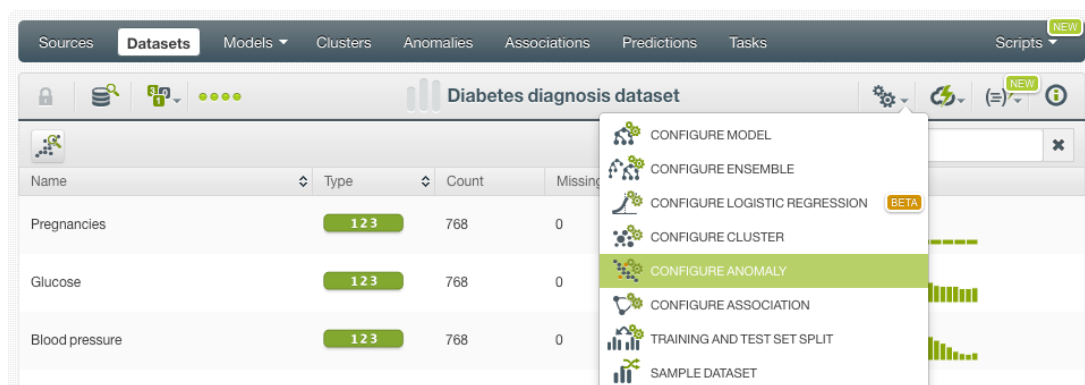 Sources Datasets Models Clusters Anomalies Associations Predictions Tasks Scripts NEW
Diabetes diagnosis dataset NEW
CONFIGURE MODEL
CONFIGURE ENSEMBLE
Name Type Count
CONFIGURE LOGISTIC REGRESSION BETA
Pregnancies 123 768 0
CONFIGURE CLUSTER
CONFIGURE ANOMALY
Glucose 123 768 0
CONFIGURE ASSOCIATION
Blood pressure 123 768 0
TRAINING AND TEST SET SPLIT
SAMPLE DATASET